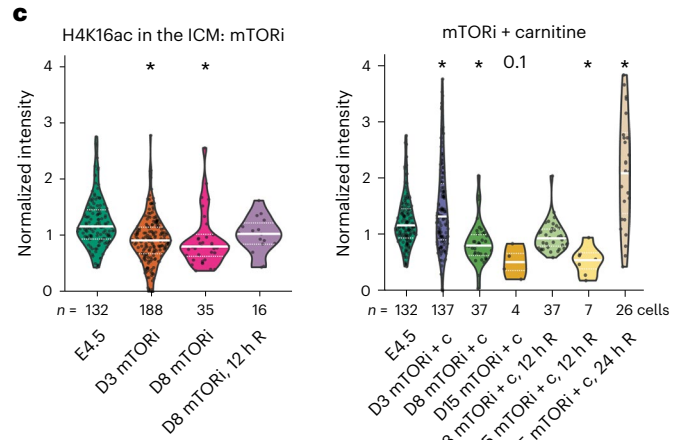 c
H4K16ac in the ICM: mTORi
mTORi + carnitine
Normalized intensity
4
3
2
1
0
* *
n = 132 188 35 16
E4.5
D3 mTORi
D8 mTORi
D8 mTORi, 12 h R
Normalized intensity
4
3
2
1
0
* * 0.1 * *
n = 132 137 37 4 37 7 26 cells
E4.5
D3 mTORi + c
D8 mTORi + c
D15 mTORi + c
mTORi + c, 12 h R
mTORi + c, 12 h R
mTORi + c, 24 h R